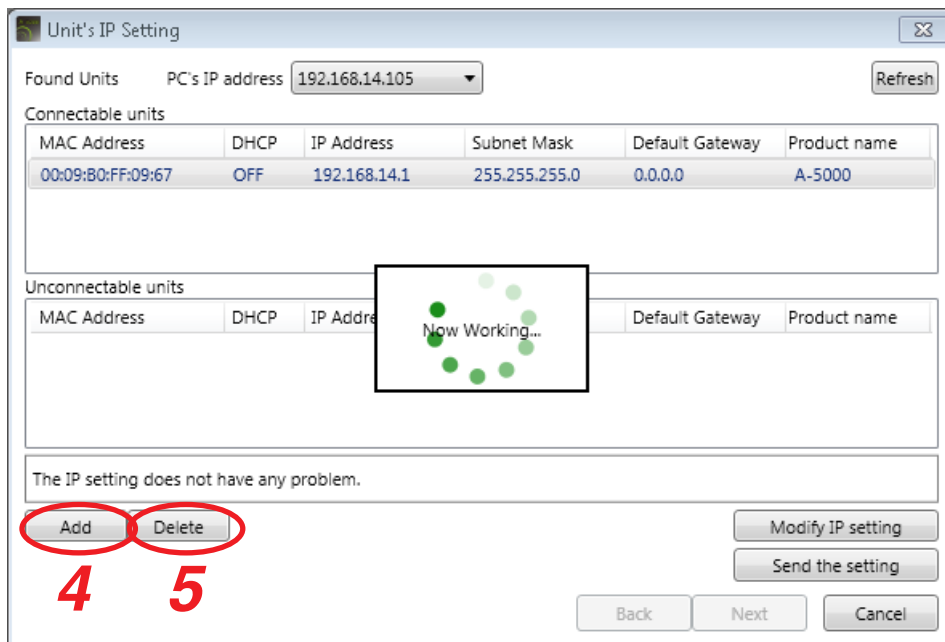 Unit's IP Setting
Found Units PC's IP address 192.168.14.105 Refresh
Connectable units
MAC Address DHCP IP Address Subnet Mask Default Gateway Product name
00:09:B0:FF:09:67 OFF 192.168.14.1 255.255.255.0 0.0.0.0 A-5000
Unconnectable units
MAC Address DHCP IP Addre Default Gateway Product name
Now Working...
The IP setting does not have any problem.
Add Delete Modify IP setting
4 5 Send the setting
Back Next Cancel